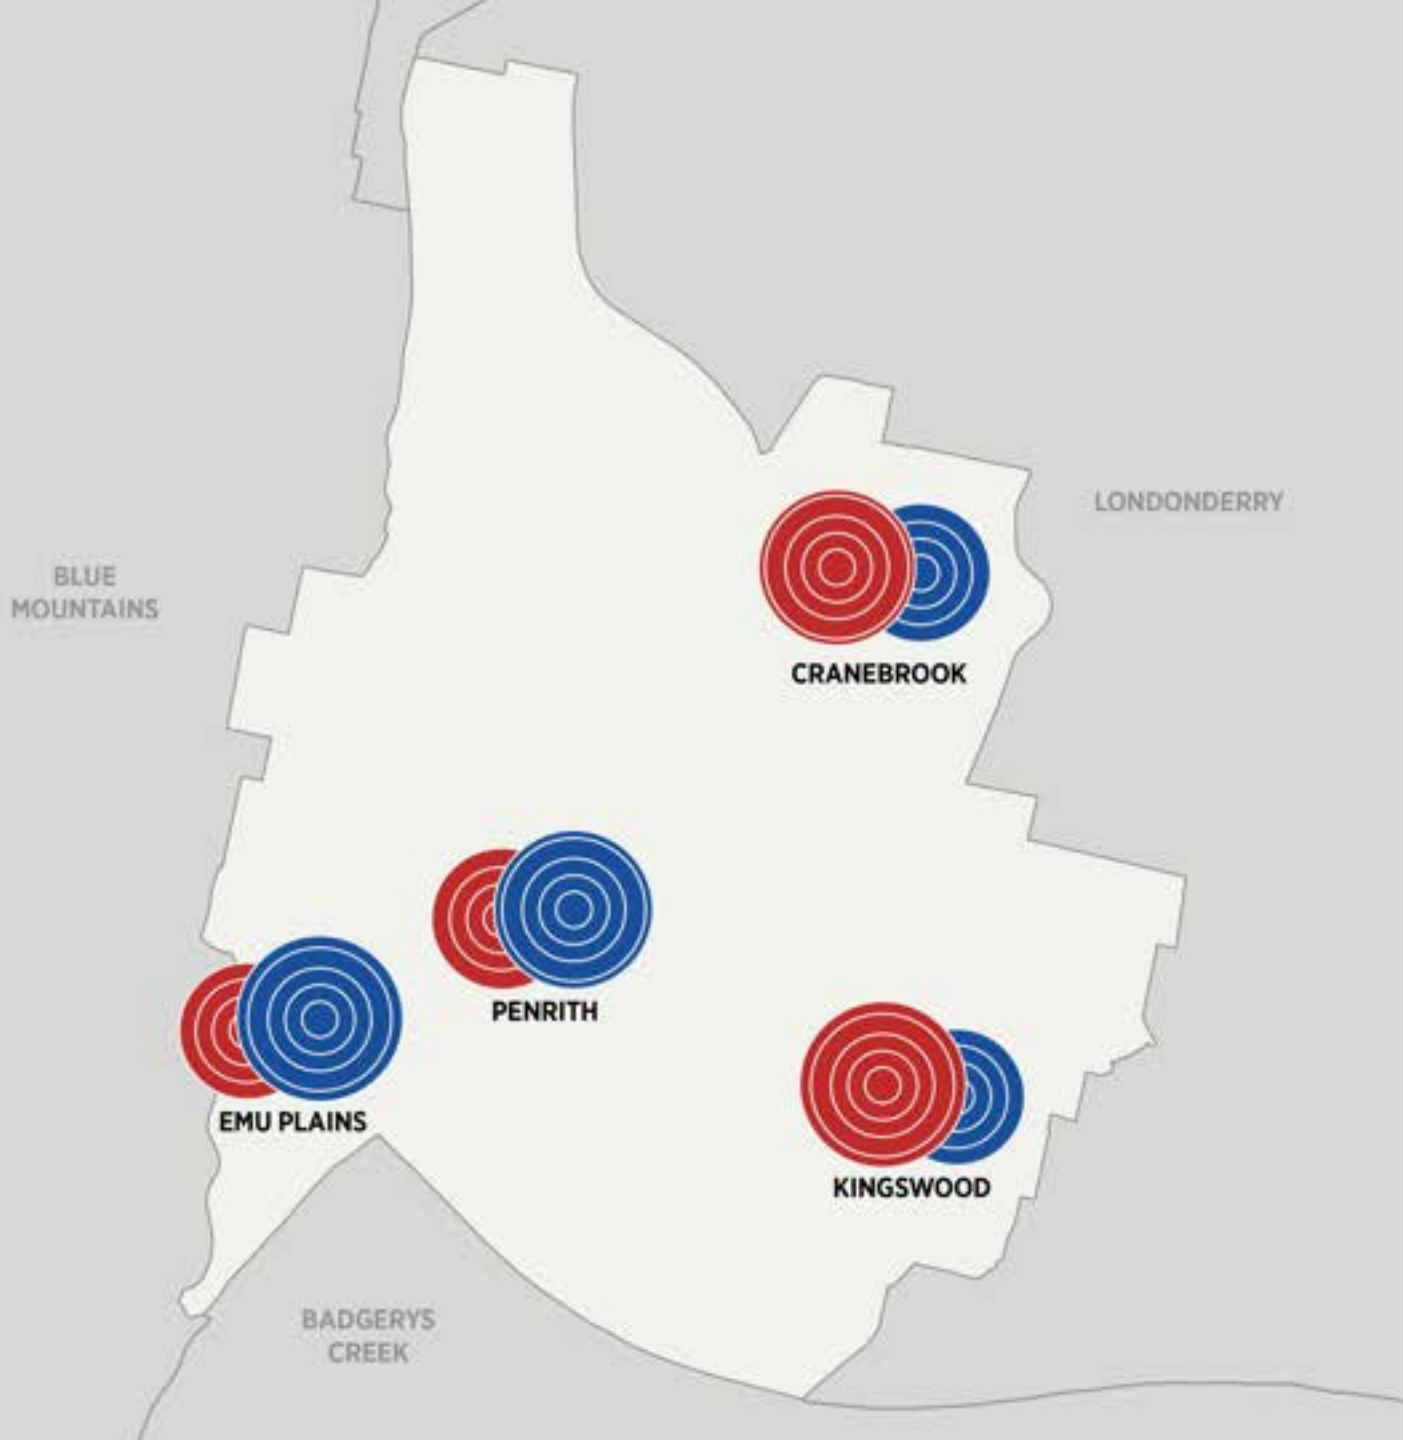 LONDONDERRY
BLUE
MOUNTAINS
CRANEBROOK
PENRITH
EMU PLAINS
KINGSWOOD
BADGERYS
CREEK